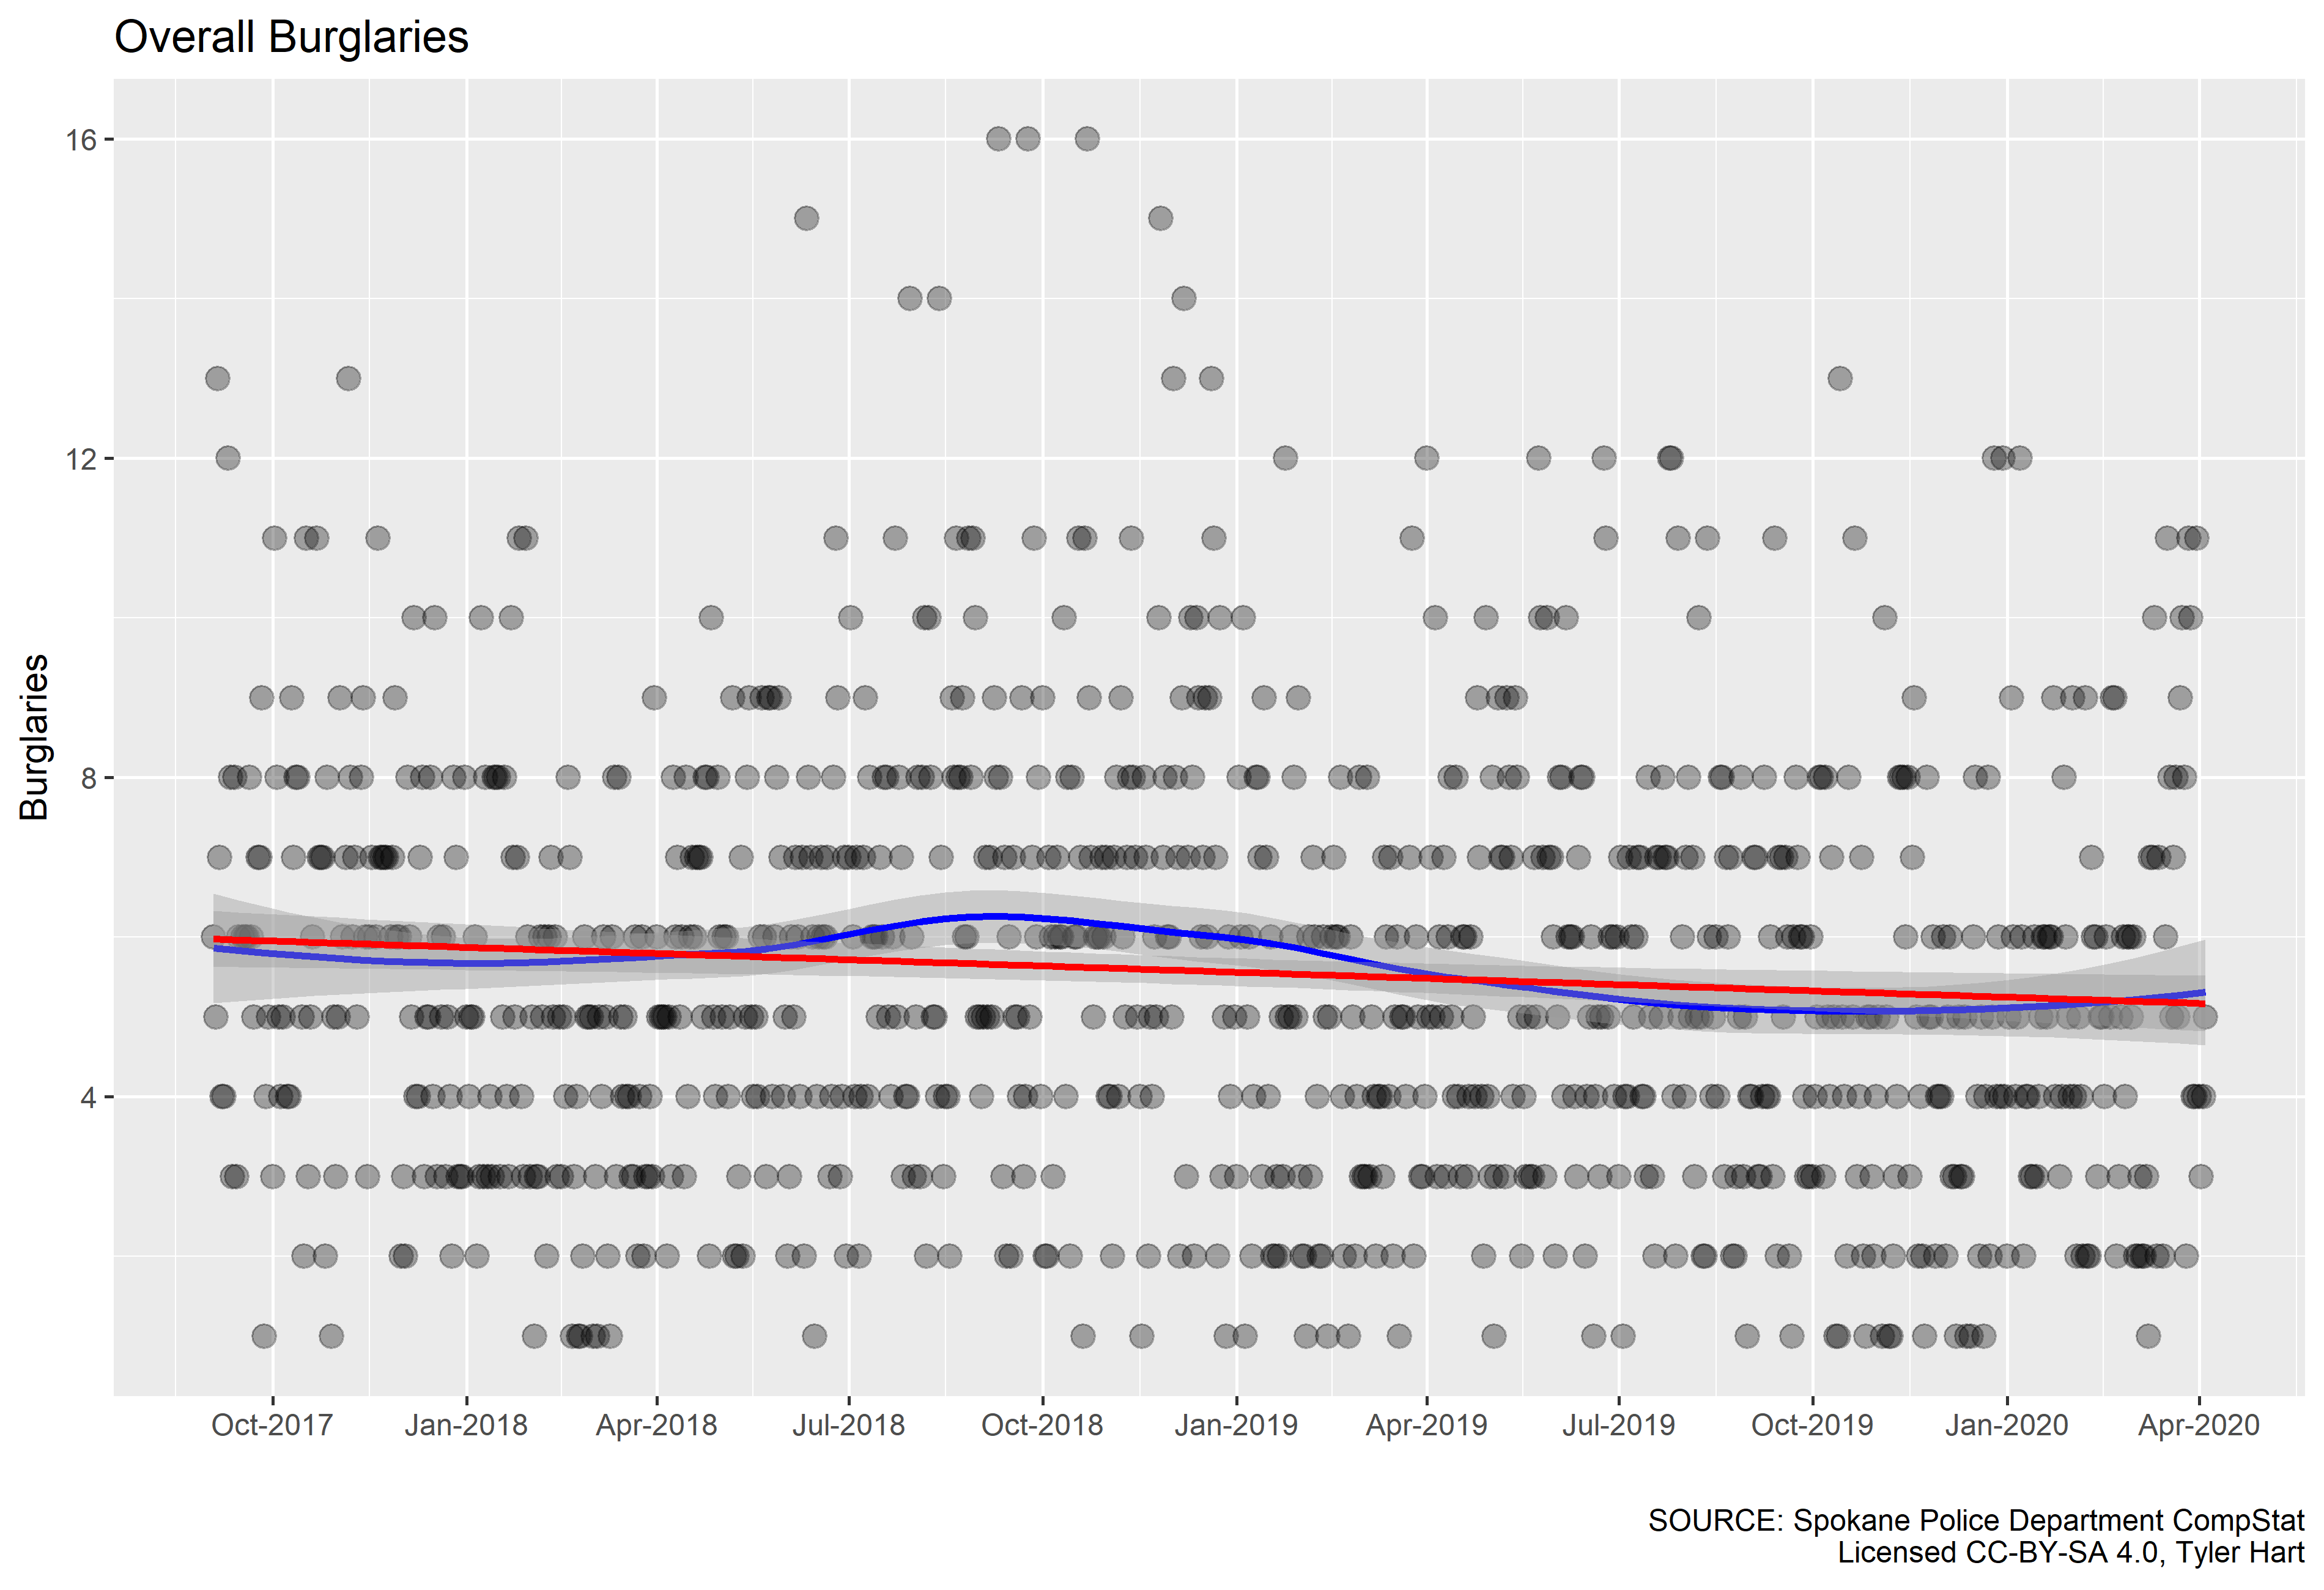 Overall Burglaries
Burglaries
16
12
8
4
Oct-2017 Jan-2018 Apr-2018 Jul-2018 Oct-2018 Jan-2019 Apr-2019 Jul-2019 Oct-2019 Jan-2020 Apr-2020
SOURCE: Spokane Police Department CompStat
Licensed CC-BY-SA 4.0, Tyler Hart